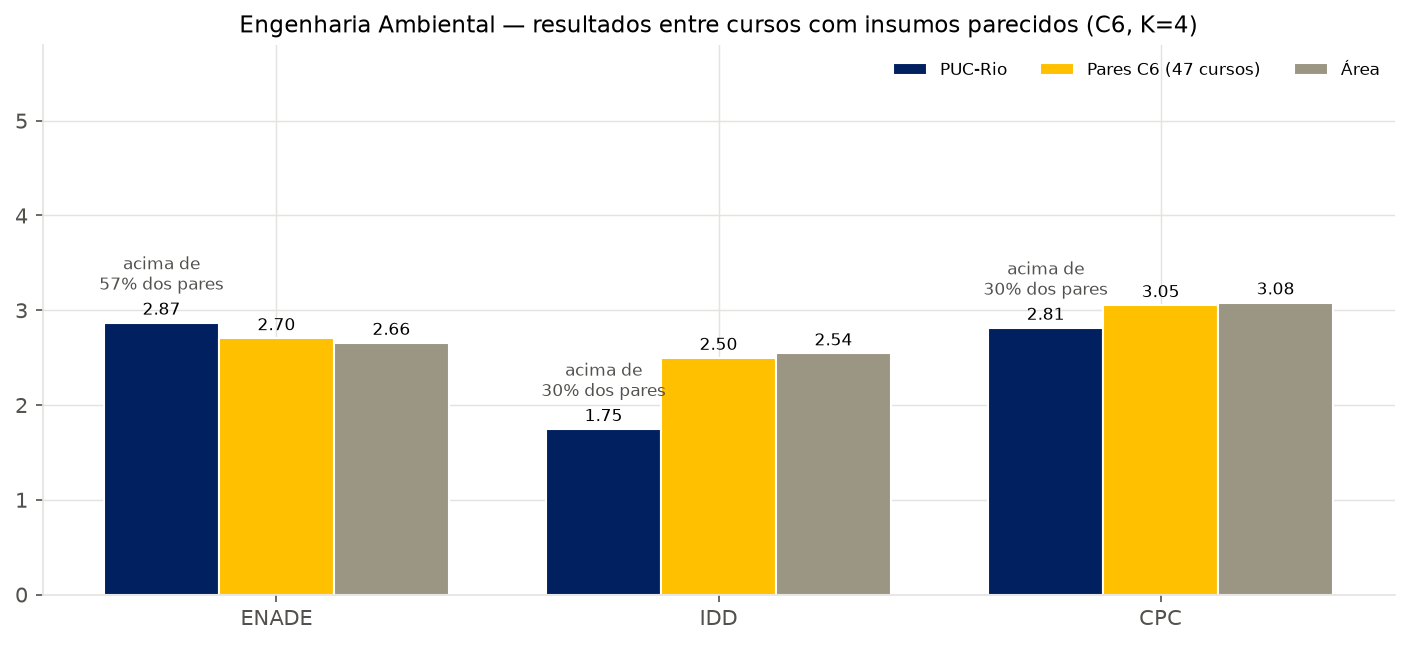 Engenharia Ambiental — resultados entre cursos com insumos parecidos (C6, K=4)
PUC-Rio
Pares C6 (47 cursos)
Área
5
4
3
2
1
0
acima de
57% dos pares
2.87
2.70
2.66
acima de
30% dos pares
1.75
2.50
2.54
acima de
30% dos pares
2.81
3.05
3.08
ENADE
IDD
CPC